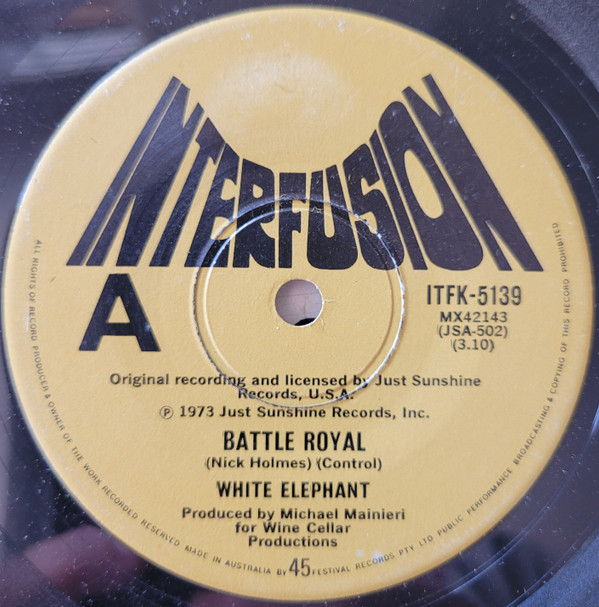 INTERFUSION
A
ITFK-5139
MX42143
(JSA-502)
(3.10)
Original recording and licensed by Just Sunshine
Records, U.S.A.
℗ 1973 Just Sunshine Records, Inc.
BATTLE ROYAL
(Nick Holmes) (Control)
WHITE ELEPHANT
Produced by Michael Mainieri
for Wine Cellar
Productions
ALL RIGHTS OF RECORD PRODUCER & OWNER OF THE WORK RECORDED RESERVED MADE IN AUSTRALIA BY 45 FESTIVAL RECORDS PTY LTD PUBLIC PERFORMANCE BROADCASTING & COPYING OF THIS RECORD PROHIBITED